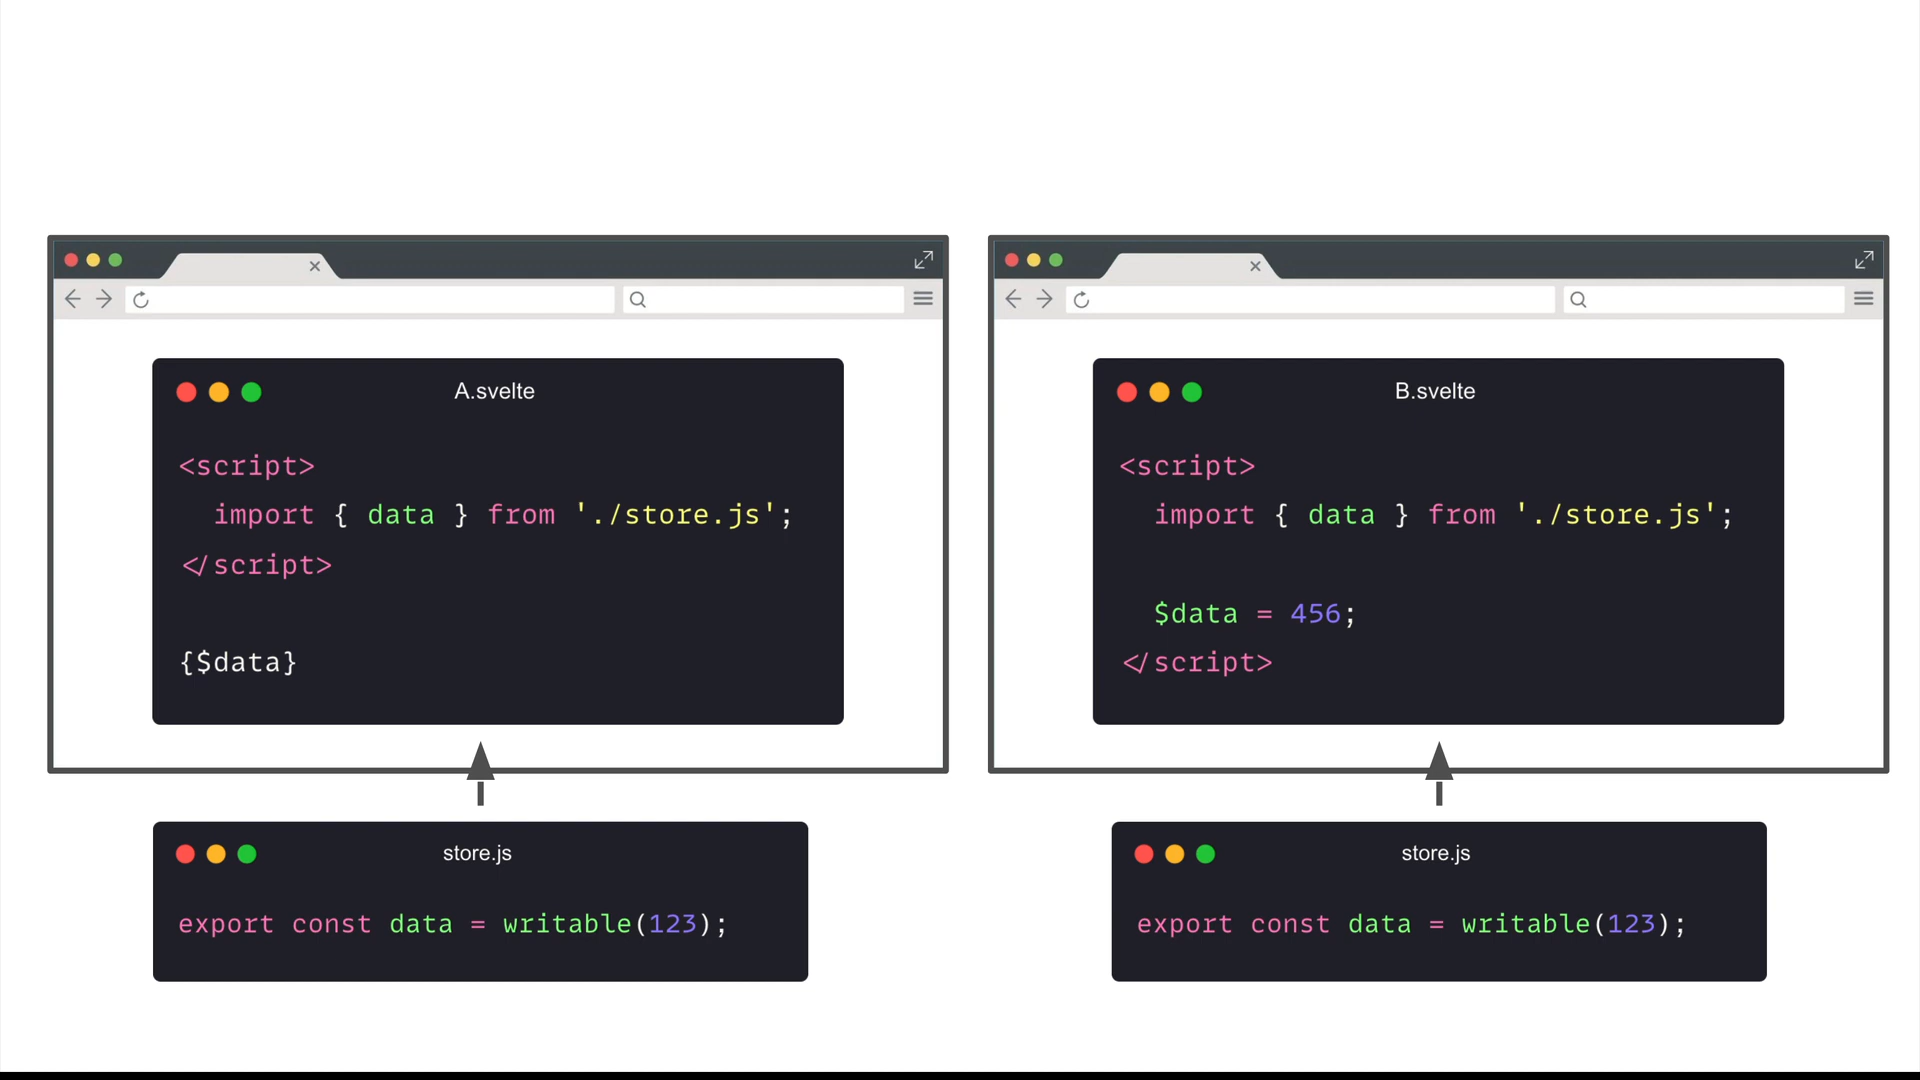 A.svelte
<script>
  import { data } from './store.js';
</script>
{$data}
store.js
export const data = writable(123);
B.svelte
<script>
  import { data } from './store.js';
  $data = 456;
</script>
store.js
export const data = writable(123);